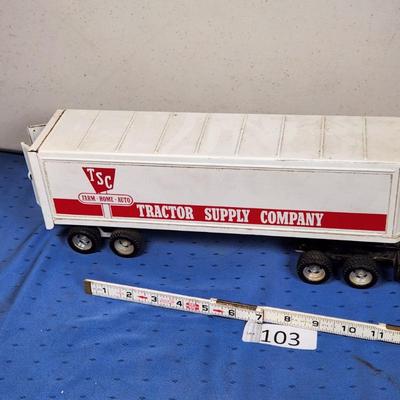 TSC
FARM · HOME · AUTO
TRACTOR SUPPLY COMPANY
1 2 3 4 5 6 7 8 9 10 11
103